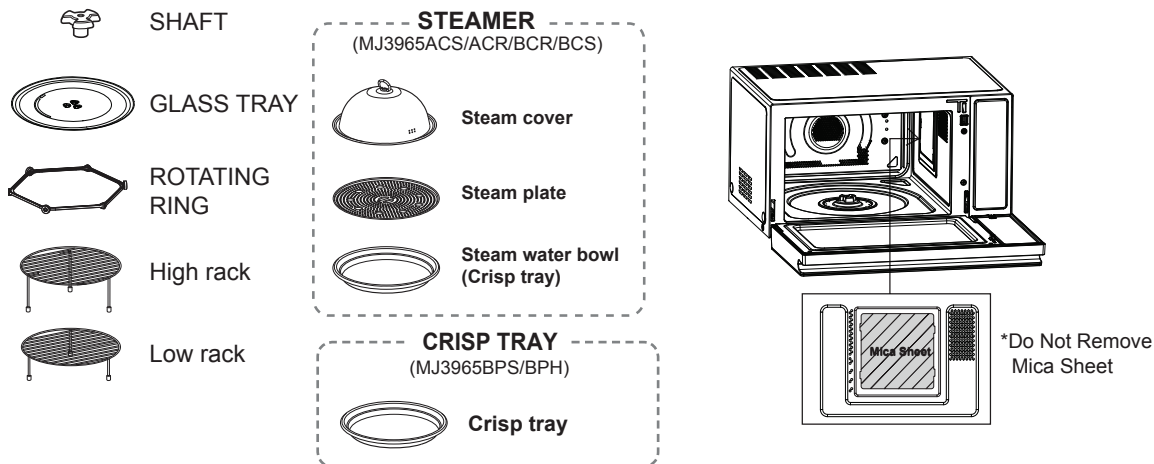 SHAFT
GLASS TRAY
ROTATING
RING
High rack
Low rack
STEAMER
(MJ3965ACS/ACR/BCR/BCS)
Steam cover
Steam plate
Steam water bowl
(Crisp tray)
CRISP TRAY
(MJ3965BPS/BPH)
Crisp tray
Mica Sheet
*Do Not Remove
Mica Sheet